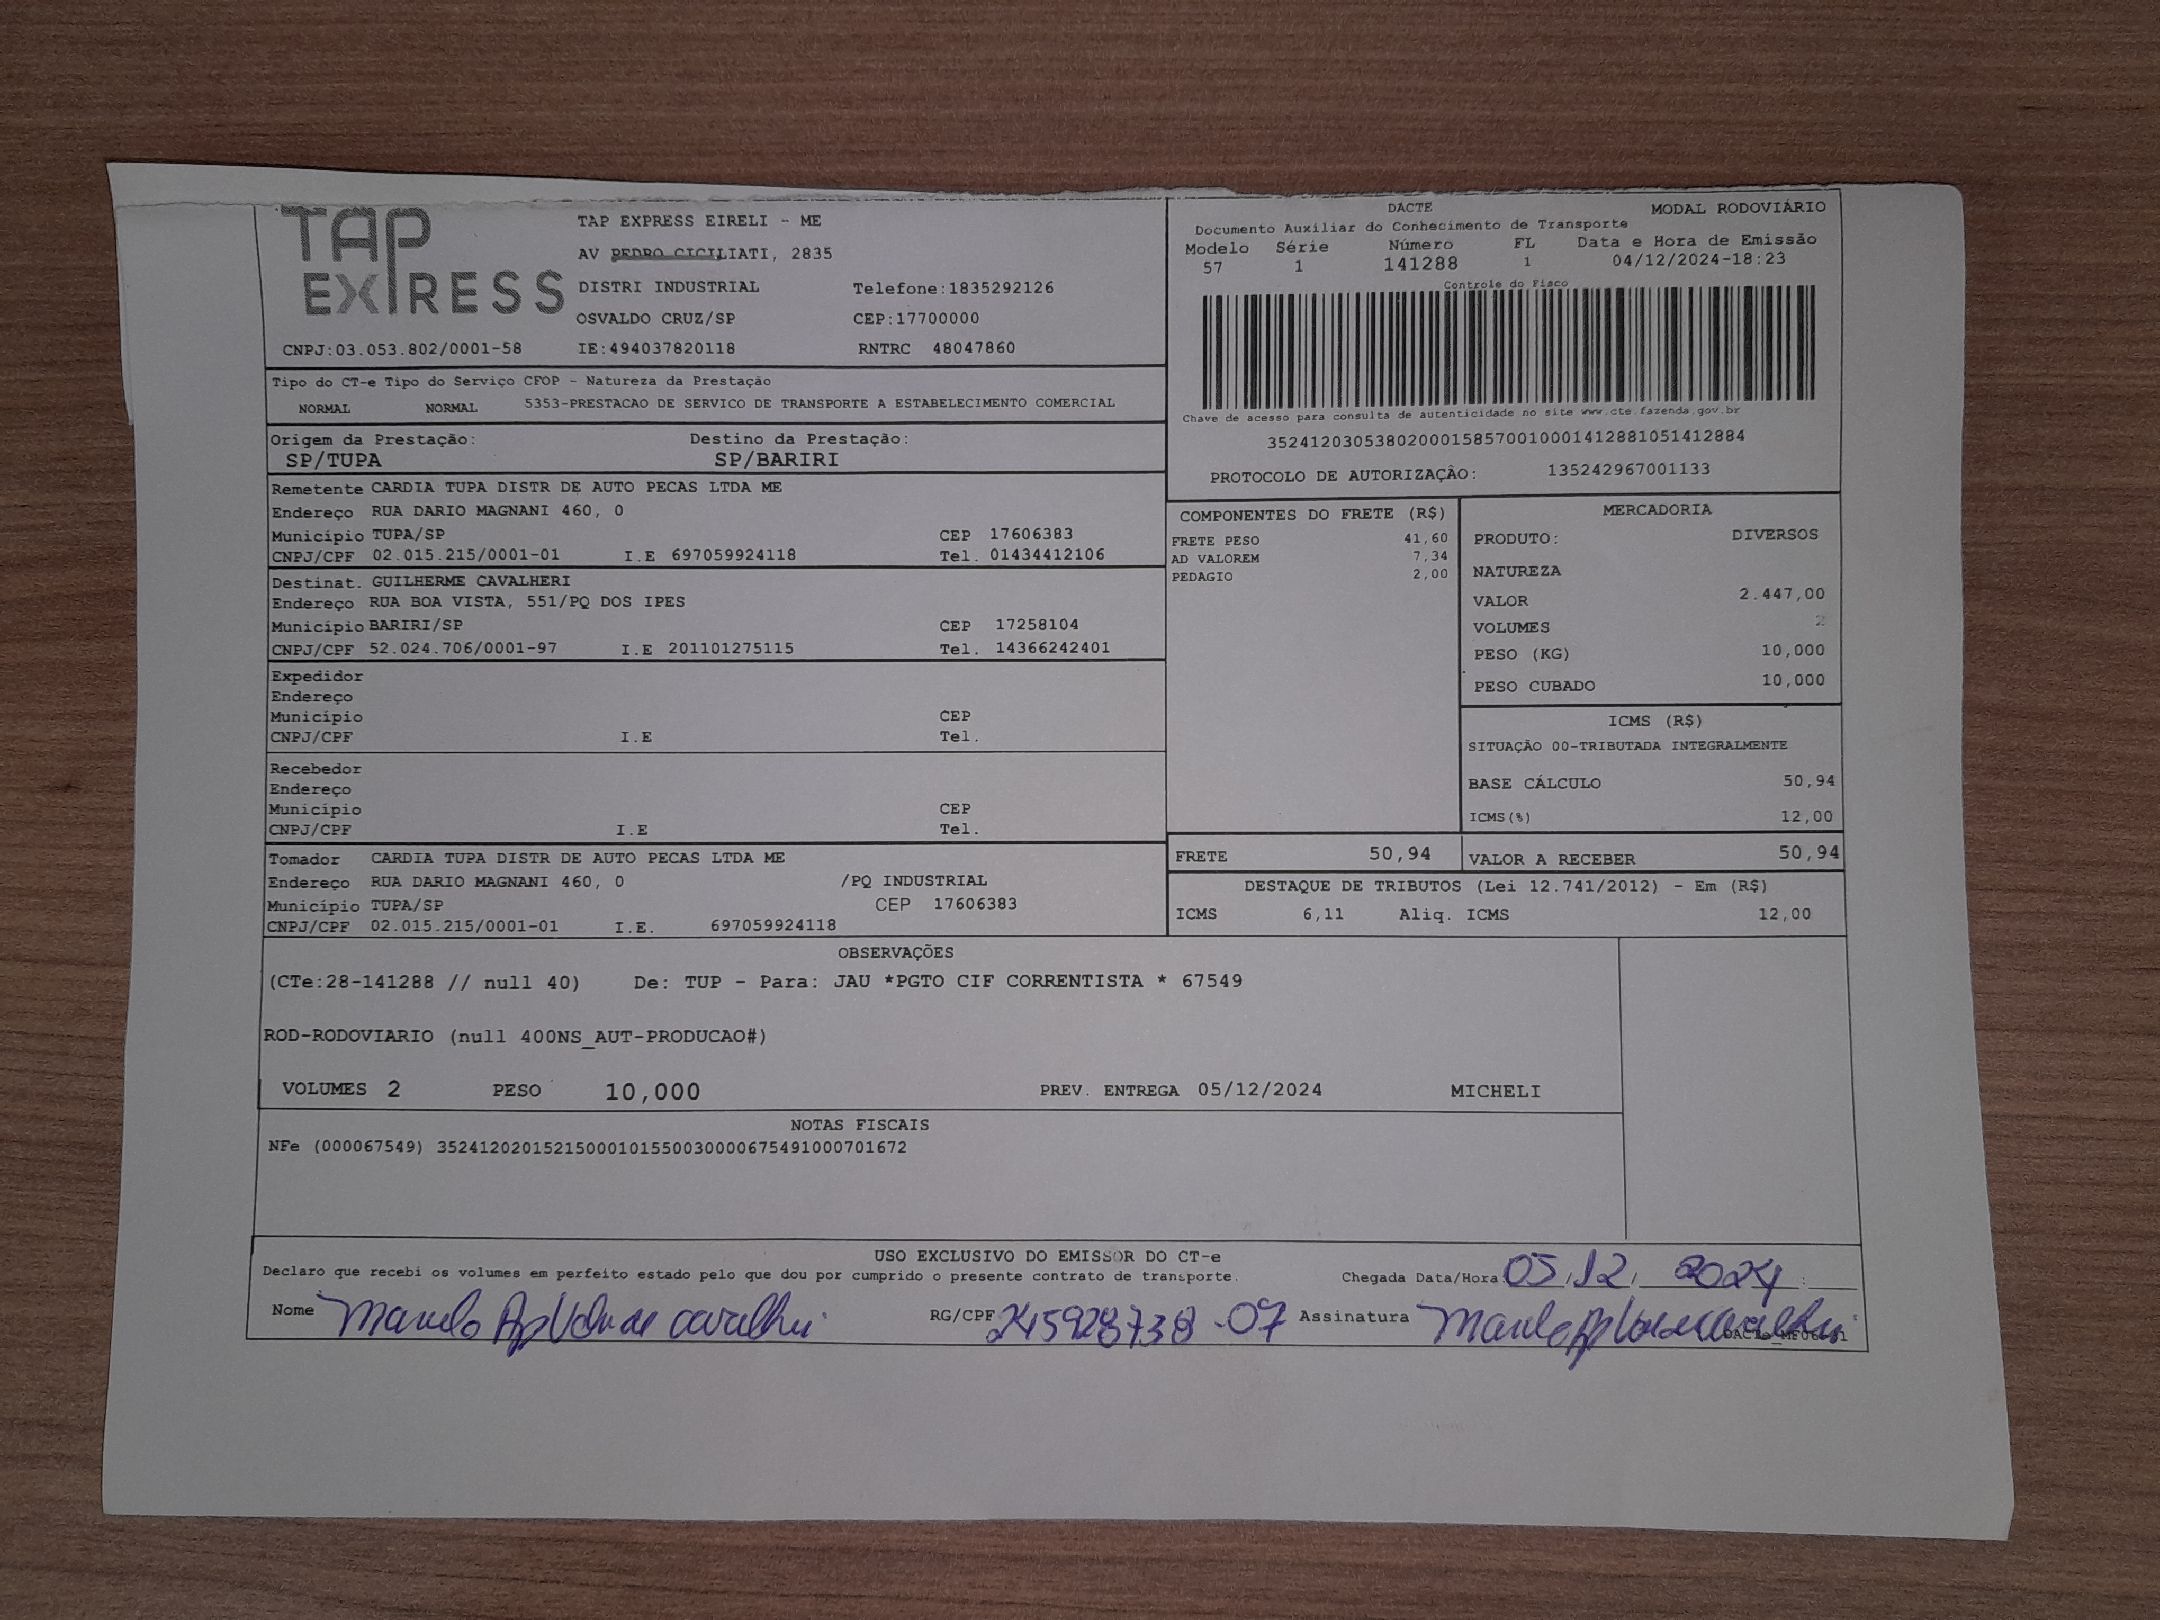 TAP EXPRESS
TAP EXPRESS EIRELI - ME
AV PEDRO CICILIATI, 2835
DISTRI INDUSTRIAL Telefone:1835292126
OSVALDO CRUZ/SP CEP:17700000
CNPJ:03.053.802/0001-58 IE:494037820118 RNTRC 48047860
DACTE MODAL RODOVIÁRIO
Documento Auxiliar do Conhecimento de Transporte
Modelo Série Número FL Data e Hora de Emissão
57 1 141288 1 04/12/2024-18:23
Controle do Fisco
Chave de acesso para consulta de autenticidade no site www.cte.fazenda.gov.br
35241203053802000158570010001412881051412884
PROTOCOLO DE AUTORIZAÇÃO: 135242967001133
Tipo do CT-e Tipo do Serviço CFOP - Natureza da Prestação
NORMAL NORMAL 5353-PRESTACAO DE SERVICO DE TRANSPORTE A ESTABELECIMENTO COMERCIAL
Origem da Prestação: Destino da Prestação:
SP/TUPA SP/BARIRI
Remetente CARDIA TUPA DISTR DE AUTO PECAS LTDA ME
Endereço RUA DARIO MAGNANI 460, 0
Município TUPA/SP CEP 17606383
CNPJ/CPF 02.015.215/0001-01 I.E 697059924118 Tel. 01434412106
Destinat. GUILHERME CAVALHERI
Endereço RUA BOA VISTA, 551/PQ DOS IPES
Município BARIRI/SP CEP 17258104
CNPJ/CPF 52.024.706/0001-97 I.E 201101275115 Tel. 14366242401
Expedidor
Endereço
Município CEP
CNPJ/CPF I.E Tel.
Recebedor
Endereço
Município CEP
CNPJ/CPF I.E Tel.
Tomador CARDIA TUPA DISTR DE AUTO PECAS LTDA ME
Endereço RUA DARIO MAGNANI 460, 0 /PQ INDUSTRIAL
Município TUPA/SP CEP 17606383
CNPJ/CPF 02.015.215/0001-01 I.E. 697059924118
COMPONENTES DO FRETE (R$)
FRETE PESO 41,60
AD VALOREM 7,34
PEDAGIO 2,00
MERCADORIA
PRODUTO: DIVERSOS
NATUREZA
VALOR 2.447,00
VOLUMES 2
PESO (KG) 10,000
PESO CUBADO 10,000
ICMS (R$)
SITUAÇÃO 00-TRIBUTADA INTEGRALMENTE
BASE CÁLCULO 50,94
ICMS(%) 12,00
FRETE 50,94 VALOR A RECEBER 50,94
DESTAQUE DE TRIBUTOS (Lei 12.741/2012) - Em (R$)
ICMS 6,11 Aliq. ICMS 12,00
OBSERVAÇÕES
(CTe:28-141288 // null 40) De: TUP - Para: JAU *PGTO CIF CORRENTISTA * 67549
ROD-RODOVIARIO (null 400NS_AUT-PRODUCAO#)
VOLUMES 2 PESO 10,000 PREV. ENTREGA 05/12/2024 MICHELI
NOTAS FISCAIS
NFe (000067549) 35241202015215000101550030000675491000701672
USO EXCLUSIVO DO EMISSOR DO CT-e
Declaro que recebi os volumes em perfeito estado pelo que dou por cumprido o presente contrato de transporte. Chegada Data/Hora: 05/12/2024
Nome RG/CPF 245928738-07 Assinatura